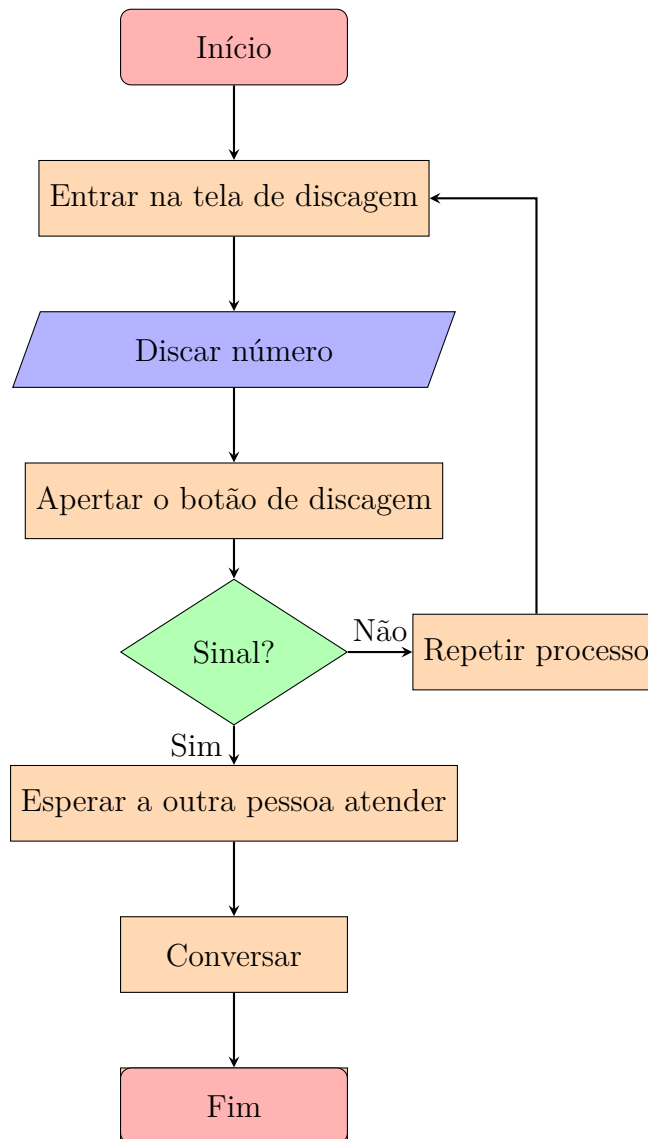 Início
Entrar na tela de discagem
Discar número
Apertar o botão de discagem
Sinal?
Não
Repetir processo
Sim
Esperar a outra pessoa atender
Conversar
Fim